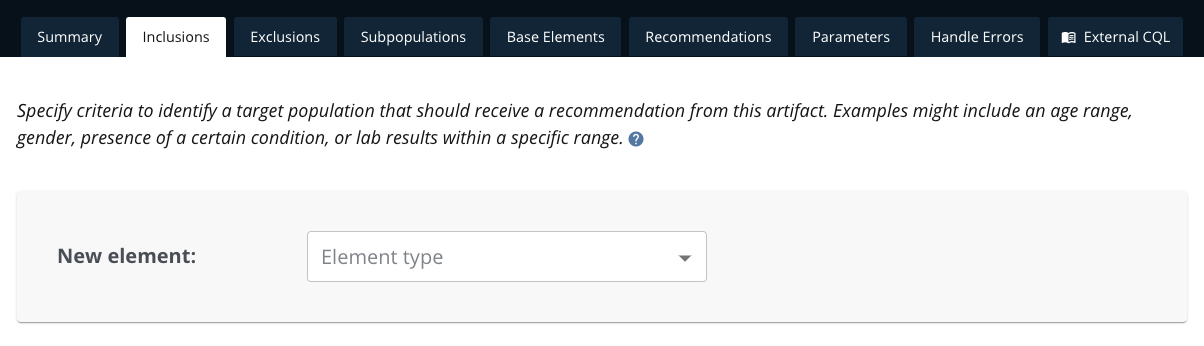 Summary
Inclusions
Exclusions
Subpopulations
Base Elements
Recommendations
Parameters
Handle Errors
External CQL
Specify criteria to identify a target population that should receive a recommendation from this artifact. Examples might include an age range,
gender, presence of a certain condition, or lab results within a specific range. ?
New element:
Element type